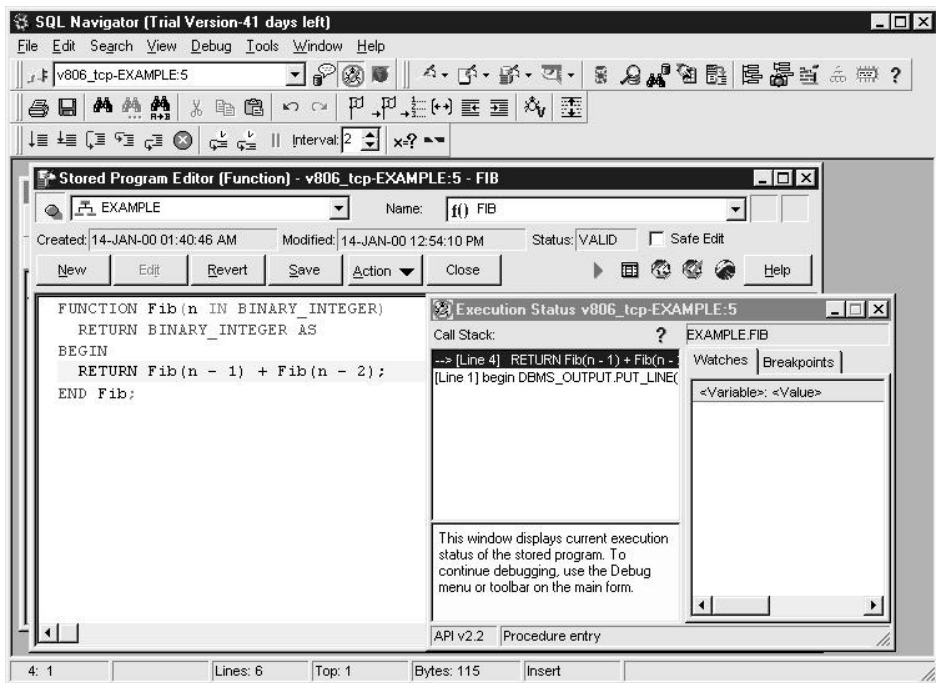 SQL Navigator (Trial Version-41 days left)
File Edit Search View Debug Tools Window Help
v806_tcp-EXAMPLE:5
Interval: 2
x=?
Stored Program Editor (Function) - v806_tcp-EXAMPLE:5 - FIB
EXAMPLE Name: f() FIB
Created: 14-JAN-00 01:40:46 AM Modified: 14-JAN-00 12:54:10 PM Status: VALID Safe Edit
New Edit Revert Save Action Close Help
FUNCTION Fib(n IN BINARY_INTEGER)
RETURN BINARY_INTEGER AS
BEGIN
RETURN Fib(n - 1) + Fib(n - 2);
END Fib;
Execution Status v806_tcp-EXAMPLE:5
Call Stack: ? EXAMPLE.FIB
--> [Line 4] RETURN Fib(n - 1) + Fib(n -
[Line 1] begin DBMS_OUTPUT.PUT_LINE(
Watches Breakpoints
<Variable>: <Value>
This window displays current execution
status of the stored program. To
continue debugging, use the Debug
menu or toolbar on the main form.
API v2.2 Procedure entry
4: 1 Lines: 6 Top: 1 Bytes: 115 Insert